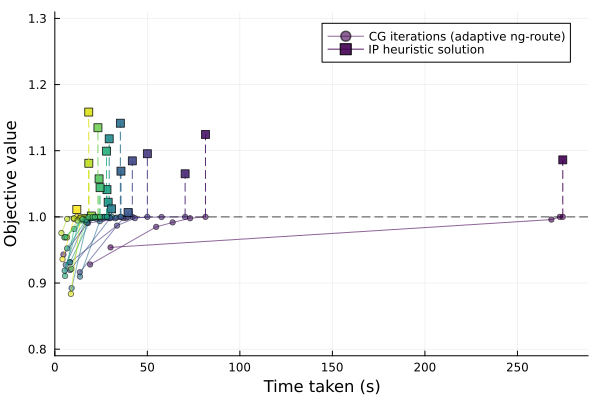 1.3
CG iterations (adaptive ng-route)
IP heuristic solution
1.2
1.1
1.0
0.9
0.8
Objective value
0 50 100 150 200 250
Time taken (s)